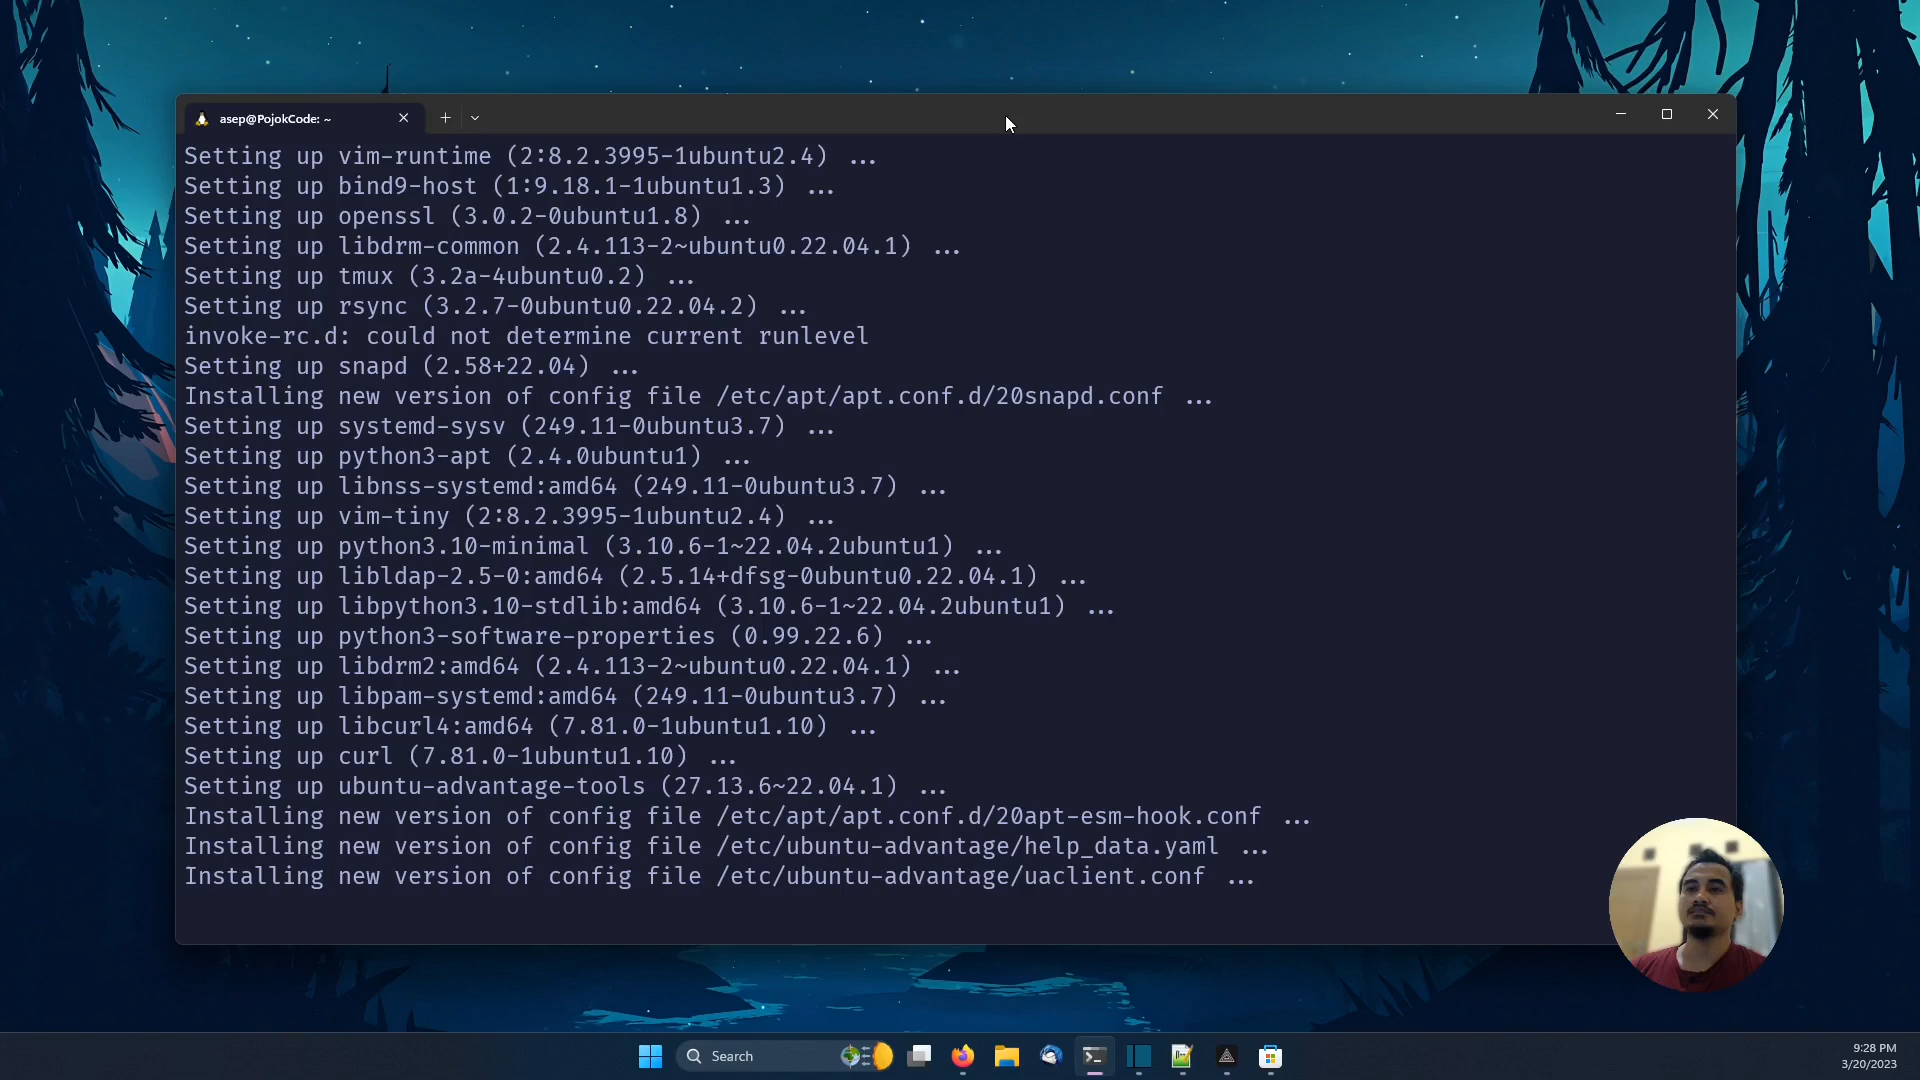 asep@PojokCode: ~
Setting up vim-runtime (2:8.2.3995-1ubuntu2.4) ...
Setting up bind9-host (1:9.18.1-1ubuntu1.3) ...
Setting up openssl (3.0.2-0ubuntu1.8) ...
Setting up libdrm-common (2.4.113-2~ubuntu0.22.04.1) ...
Setting up tmux (3.2a-4ubuntu0.2) ...
Setting up rsync (3.2.7-0ubuntu0.22.04.2) ...
invoke-rc.d: could not determine current runlevel
Setting up snapd (2.58+22.04) ...
Installing new version of config file /etc/apt/apt.conf.d/20snapd.conf ...
Setting up systemd-sysv (249.11-0ubuntu3.7) ...
Setting up python3-apt (2.4.0ubuntu1) ...
Setting up libnss-systemd:amd64 (249.11-0ubuntu3.7) ...
Setting up vim-tiny (2:8.2.3995-1ubuntu2.4) ...
Setting up python3.10-minimal (3.10.6-1~22.04.2ubuntu1) ...
Setting up libldap-2.5-0:amd64 (2.5.14+dfsg-0ubuntu0.22.04.1) ...
Setting up libpython3.10-stdlib:amd64 (3.10.6-1~22.04.2ubuntu1) ...
Setting up python3-software-properties (0.99.22.6) ...
Setting up libdrm2:amd64 (2.4.113-2~ubuntu0.22.04.1) ...
Setting up libpam-systemd:amd64 (249.11-0ubuntu3.7) ...
Setting up libcurl4:amd64 (7.81.0-1ubuntu1.10) ...
Setting up curl (7.81.0-1ubuntu1.10) ...
Setting up ubuntu-advantage-tools (27.13.6~22.04.1) ...
Installing new version of config file /etc/apt/apt.conf.d/20apt-esm-hook.conf ...
Installing new version of config file /etc/ubuntu-advantage/help_data.yaml ...
Installing new version of config file /etc/ubuntu-advantage/uaclient.conf ...
Search
9:28 PM
3/20/2023